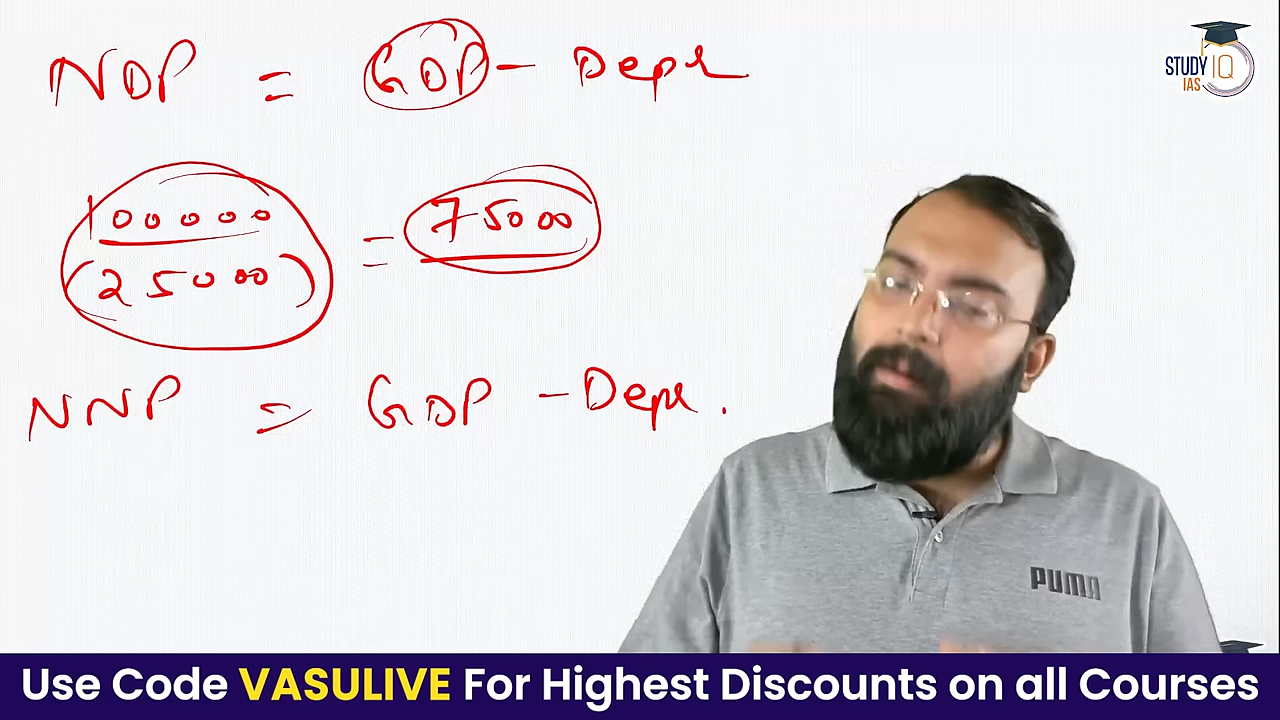 NDP = GDP - Depr
STUDY IQ
IAS
100000
(25000) = 75000
NNP = GDP - Depr.
PUMA
Use Code VASULIVE For Highest Discounts on all Courses